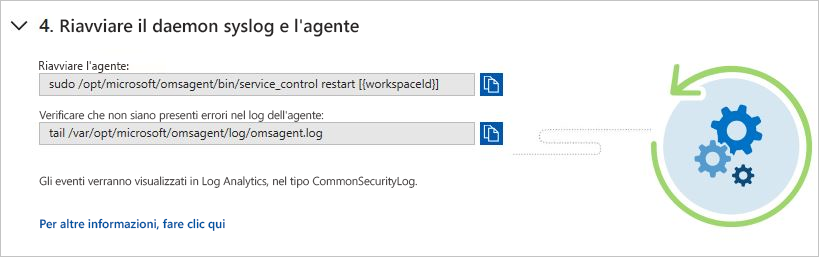 4. Riavviare il daemon syslog e l'agente
Riavviare l'agente:
sudo /opt/microsoft/omsagent/bin/service_control restart [{workspaceId}]
Verificare che non siano presenti errori nel log dell'agente:
tail /var/opt/microsoft/omsagent/log/omsagent.log
Gli eventi verranno visualizzati in Log Analytics, nel tipo CommonSecurityLog.
Per altre informazioni, fare clic qui